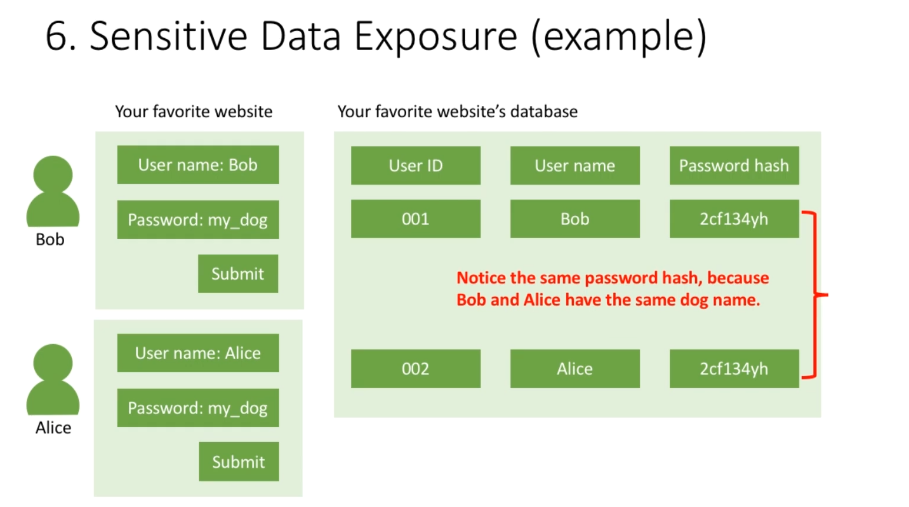 6. Sensitive Data Exposure (example)
Your favorite website
Your favorite website's database
User name: Bob
Password: my_dog
Submit
Bob
User name: Alice
Password: my_dog
Submit
Alice
User ID
User name
Password hash
001
Bob
2cf134yh
Notice the same password hash, because
Bob and Alice have the same dog name.
002
Alice
2cf134yh